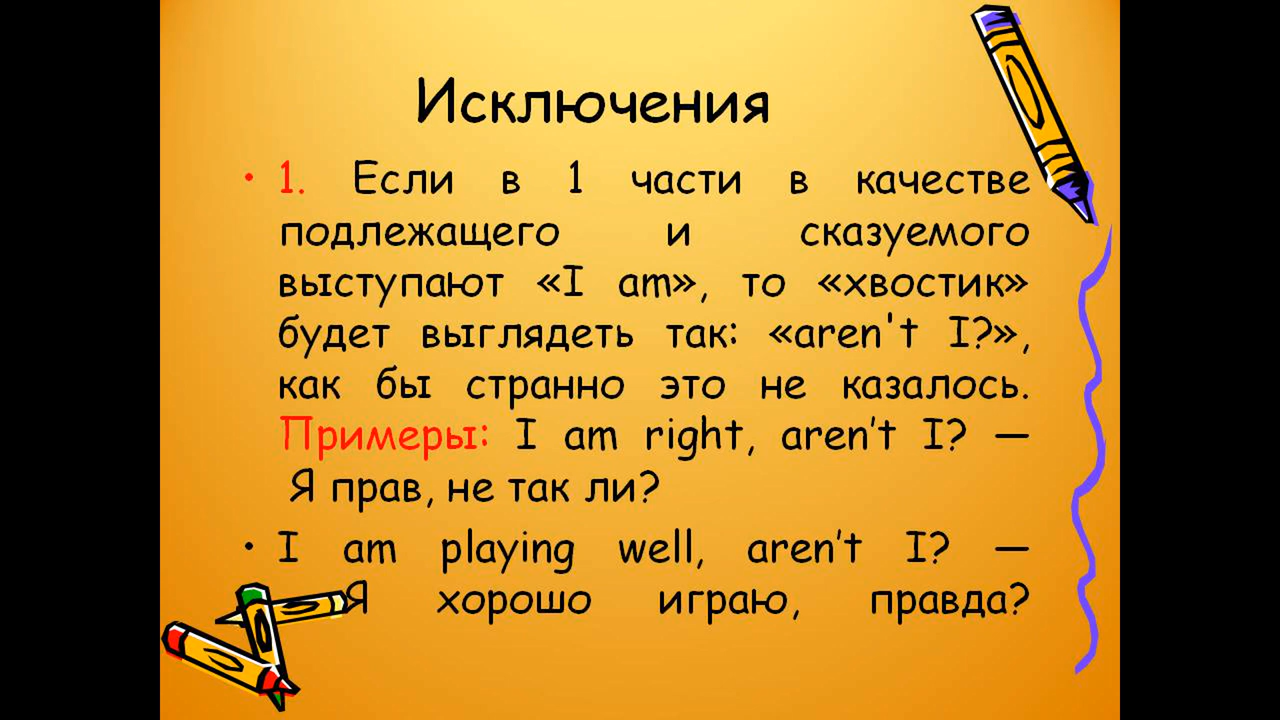 Исключения
• 1. Если в 1 части в качестве
подлежащего и сказуемого
выступают «I am», то «хвостик»
будет выглядеть так: «aren't I?»,
как бы странно это не казалось.
Примеры: I am right, aren’t I? —
Я прав, не так ли?
• I am playing well, aren’t I? —
Я хорошо играю, правда?